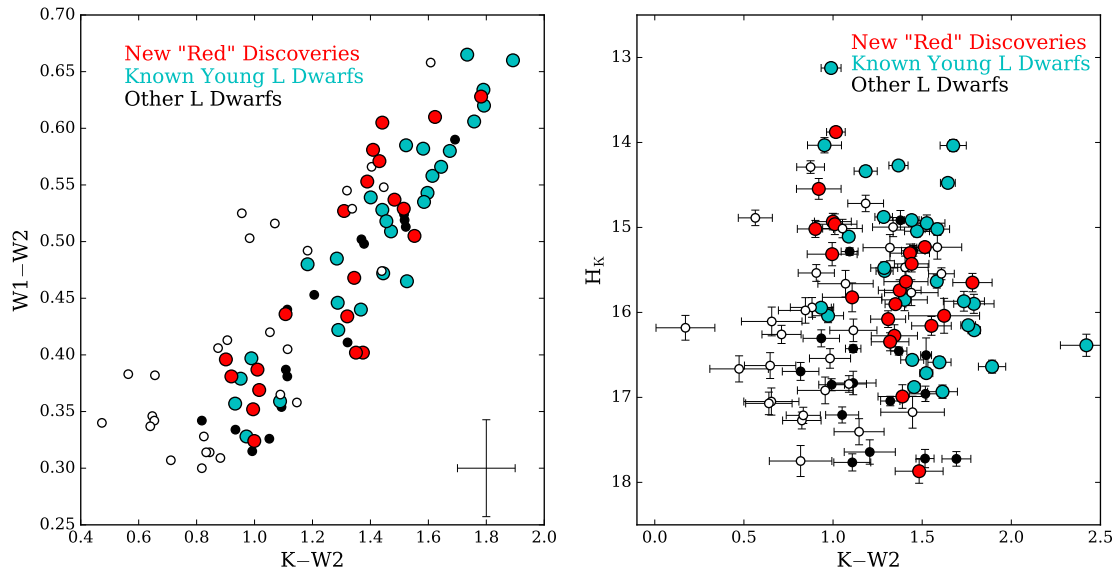 0.70
0.65
0.60
0.55
0.50
0.45
0.40
0.35
0.30
0.25
W1−W2
New "Red" Discoveries
Known Young L Dwarfs
Other L Dwarfs
0.4 0.6 0.8 1.0 1.2 1.4 1.6 1.8 2.0
K−W2
13
14
15
16
17
18
H_K
New "Red" Discoveries
Known Young L Dwarfs
Other L Dwarfs
0.0 0.5 1.0 1.5 2.0 2.5
K−W2